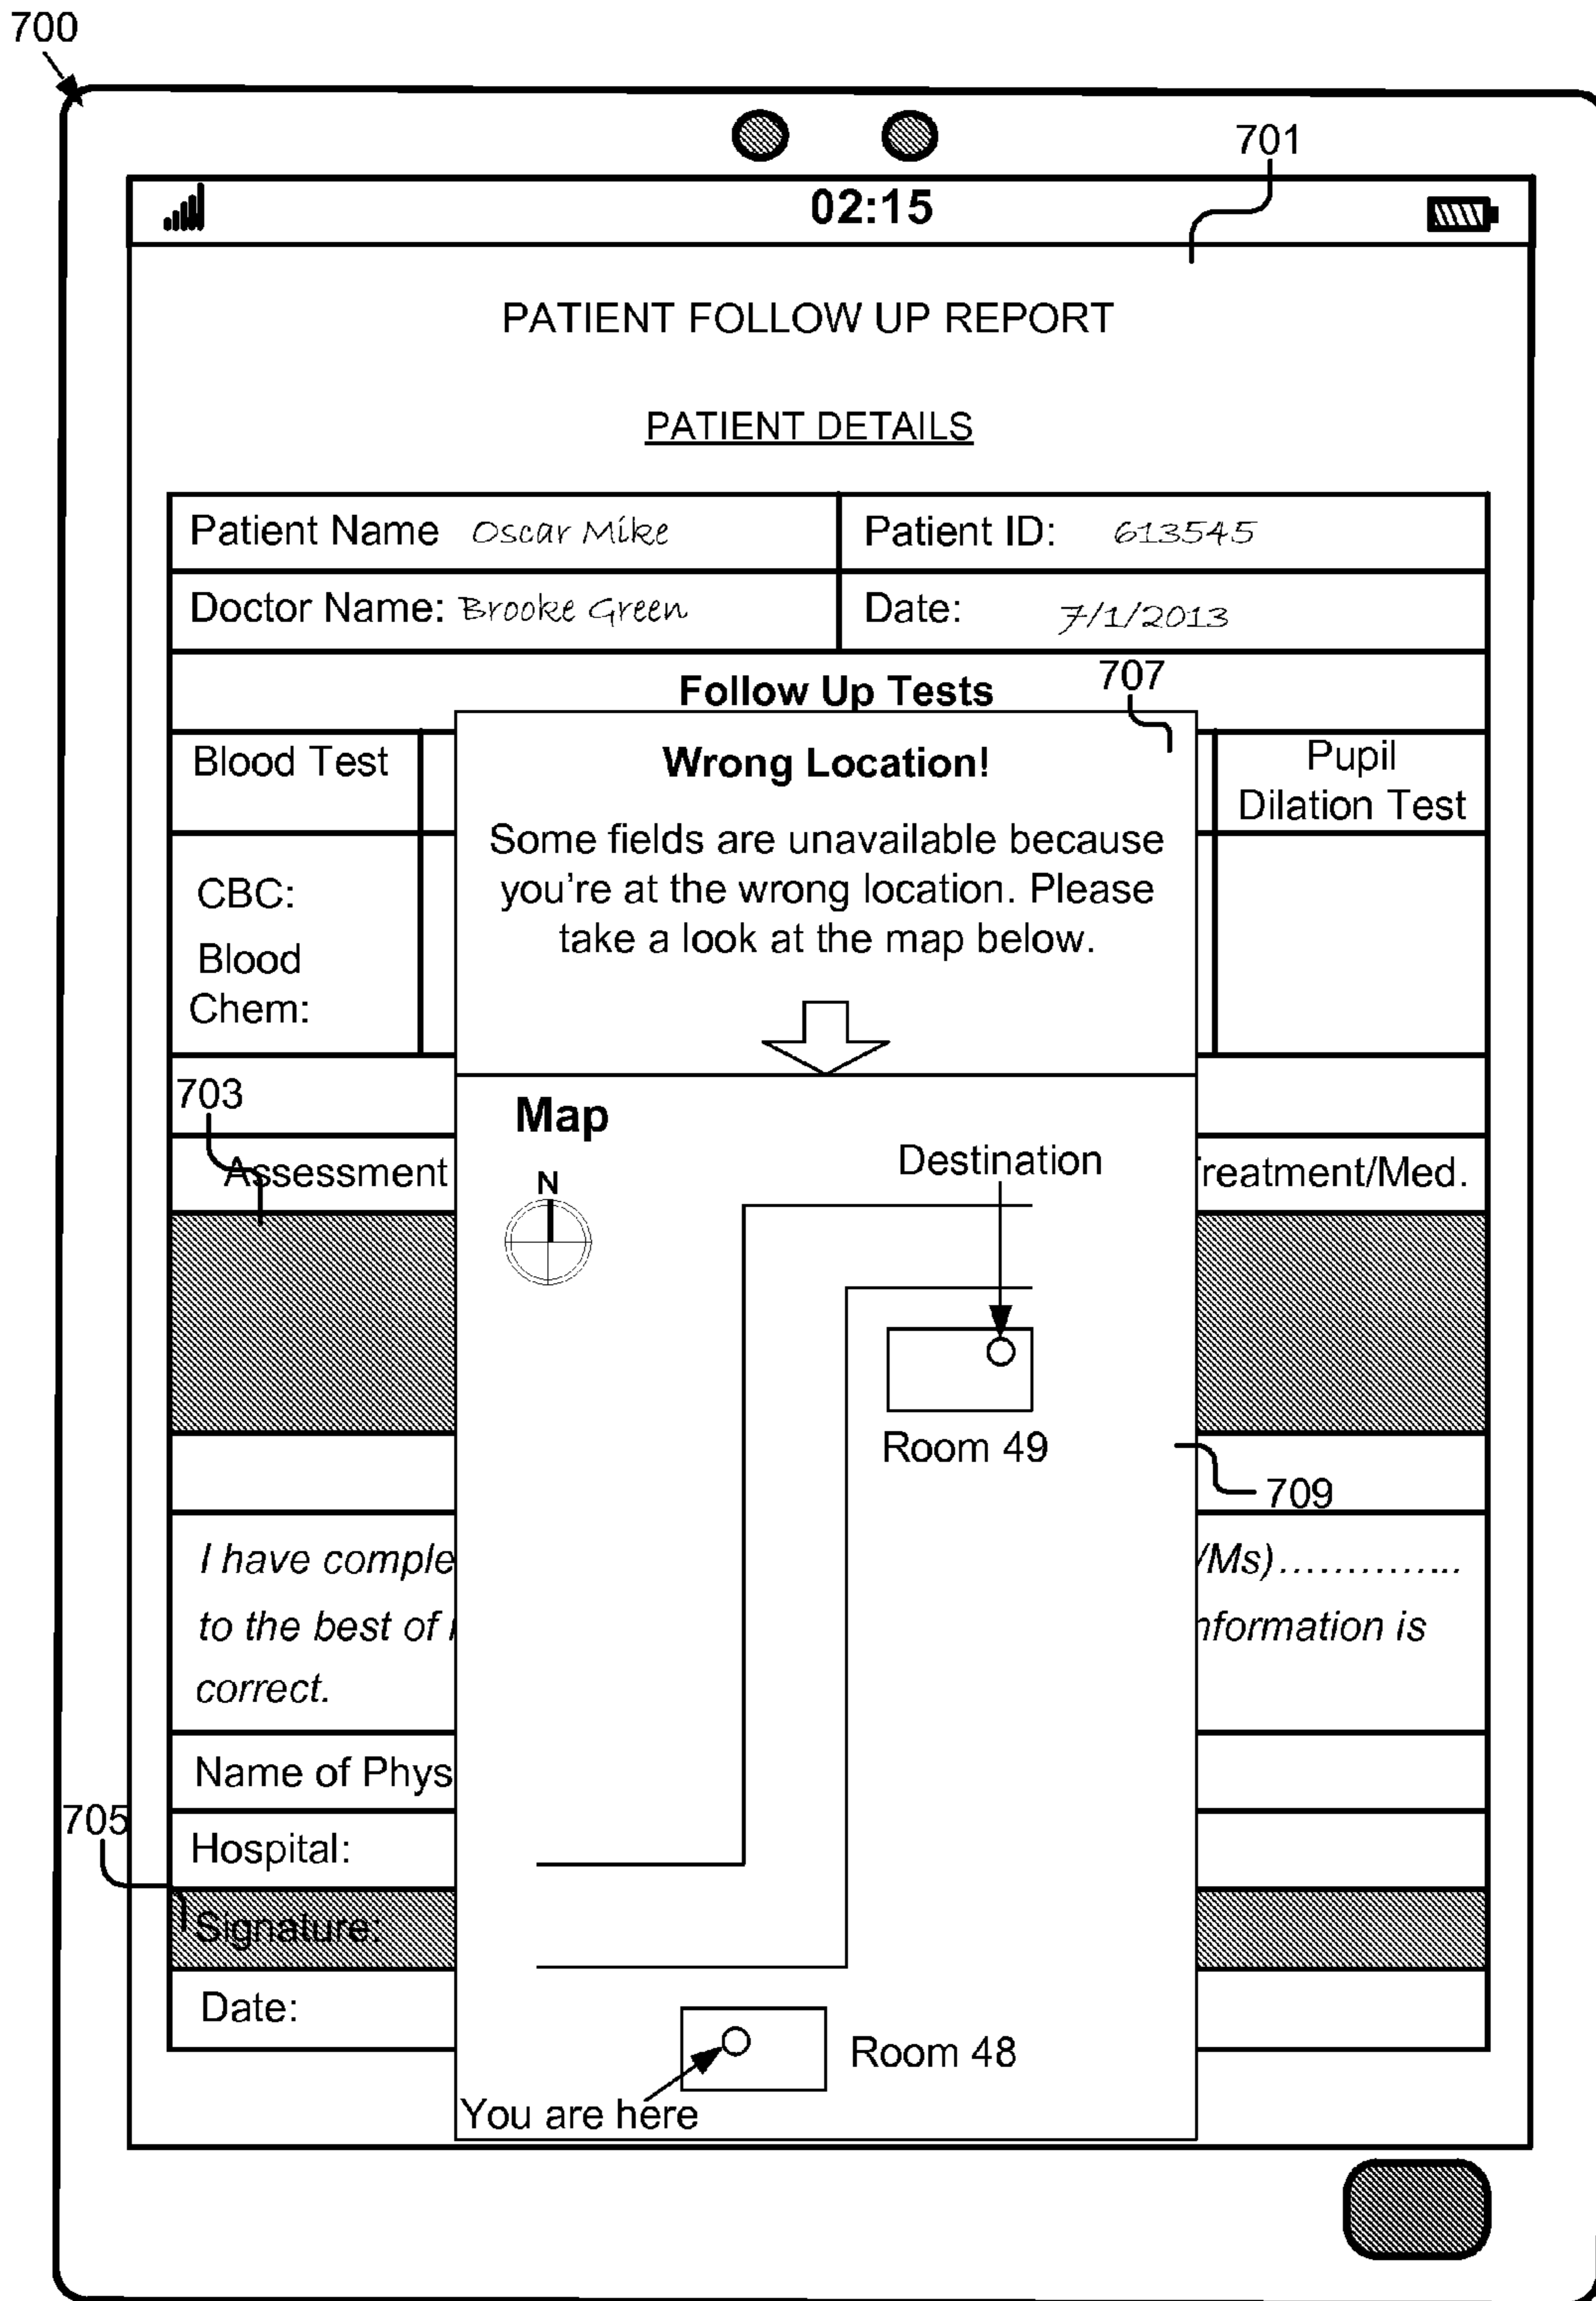 700
701
02:15
PATIENT FOLLOW UP REPORT
PATIENT DETAILS
Patient Name Oscar Mike Patient ID: 613545
Doctor Name: Brooke Green Date: 7/1/2013
Follow Up Tests 707
Blood Test Wrong Location! Pupil
Dilation Test
Some fields are unavailable because
you're at the wrong location. Please
take a look at the map below.
CBC:
Blood
Chem:
703
Map
Assessment Destination reatment/Med.
N
Room 49
709
I have comple /Ms)..............
to the best of nformation is
correct.
Name of Phys
705
Hospital:
Signature:
Date:
Room 48
You are here